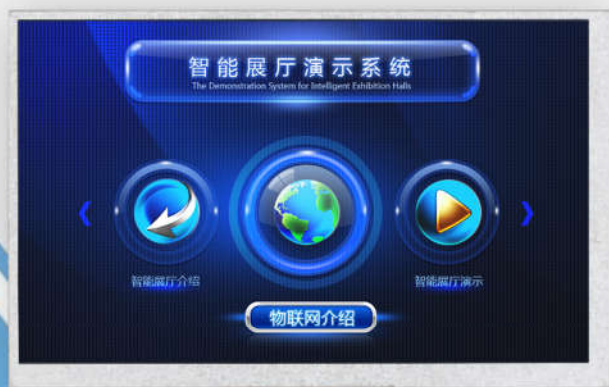 智能展厅演示系统
The Demonstration System for Intelligent Exhibition Halls
智能展厅介绍
智能展厅演示
物联网介绍